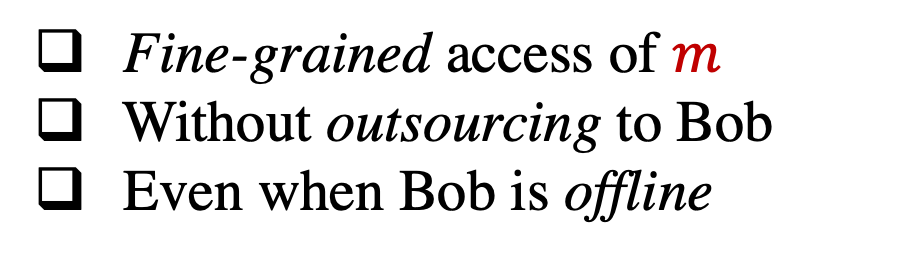 ❑ Fine-grained access of m
❑ Without outsourcing to Bob
❑ Even when Bob is offline